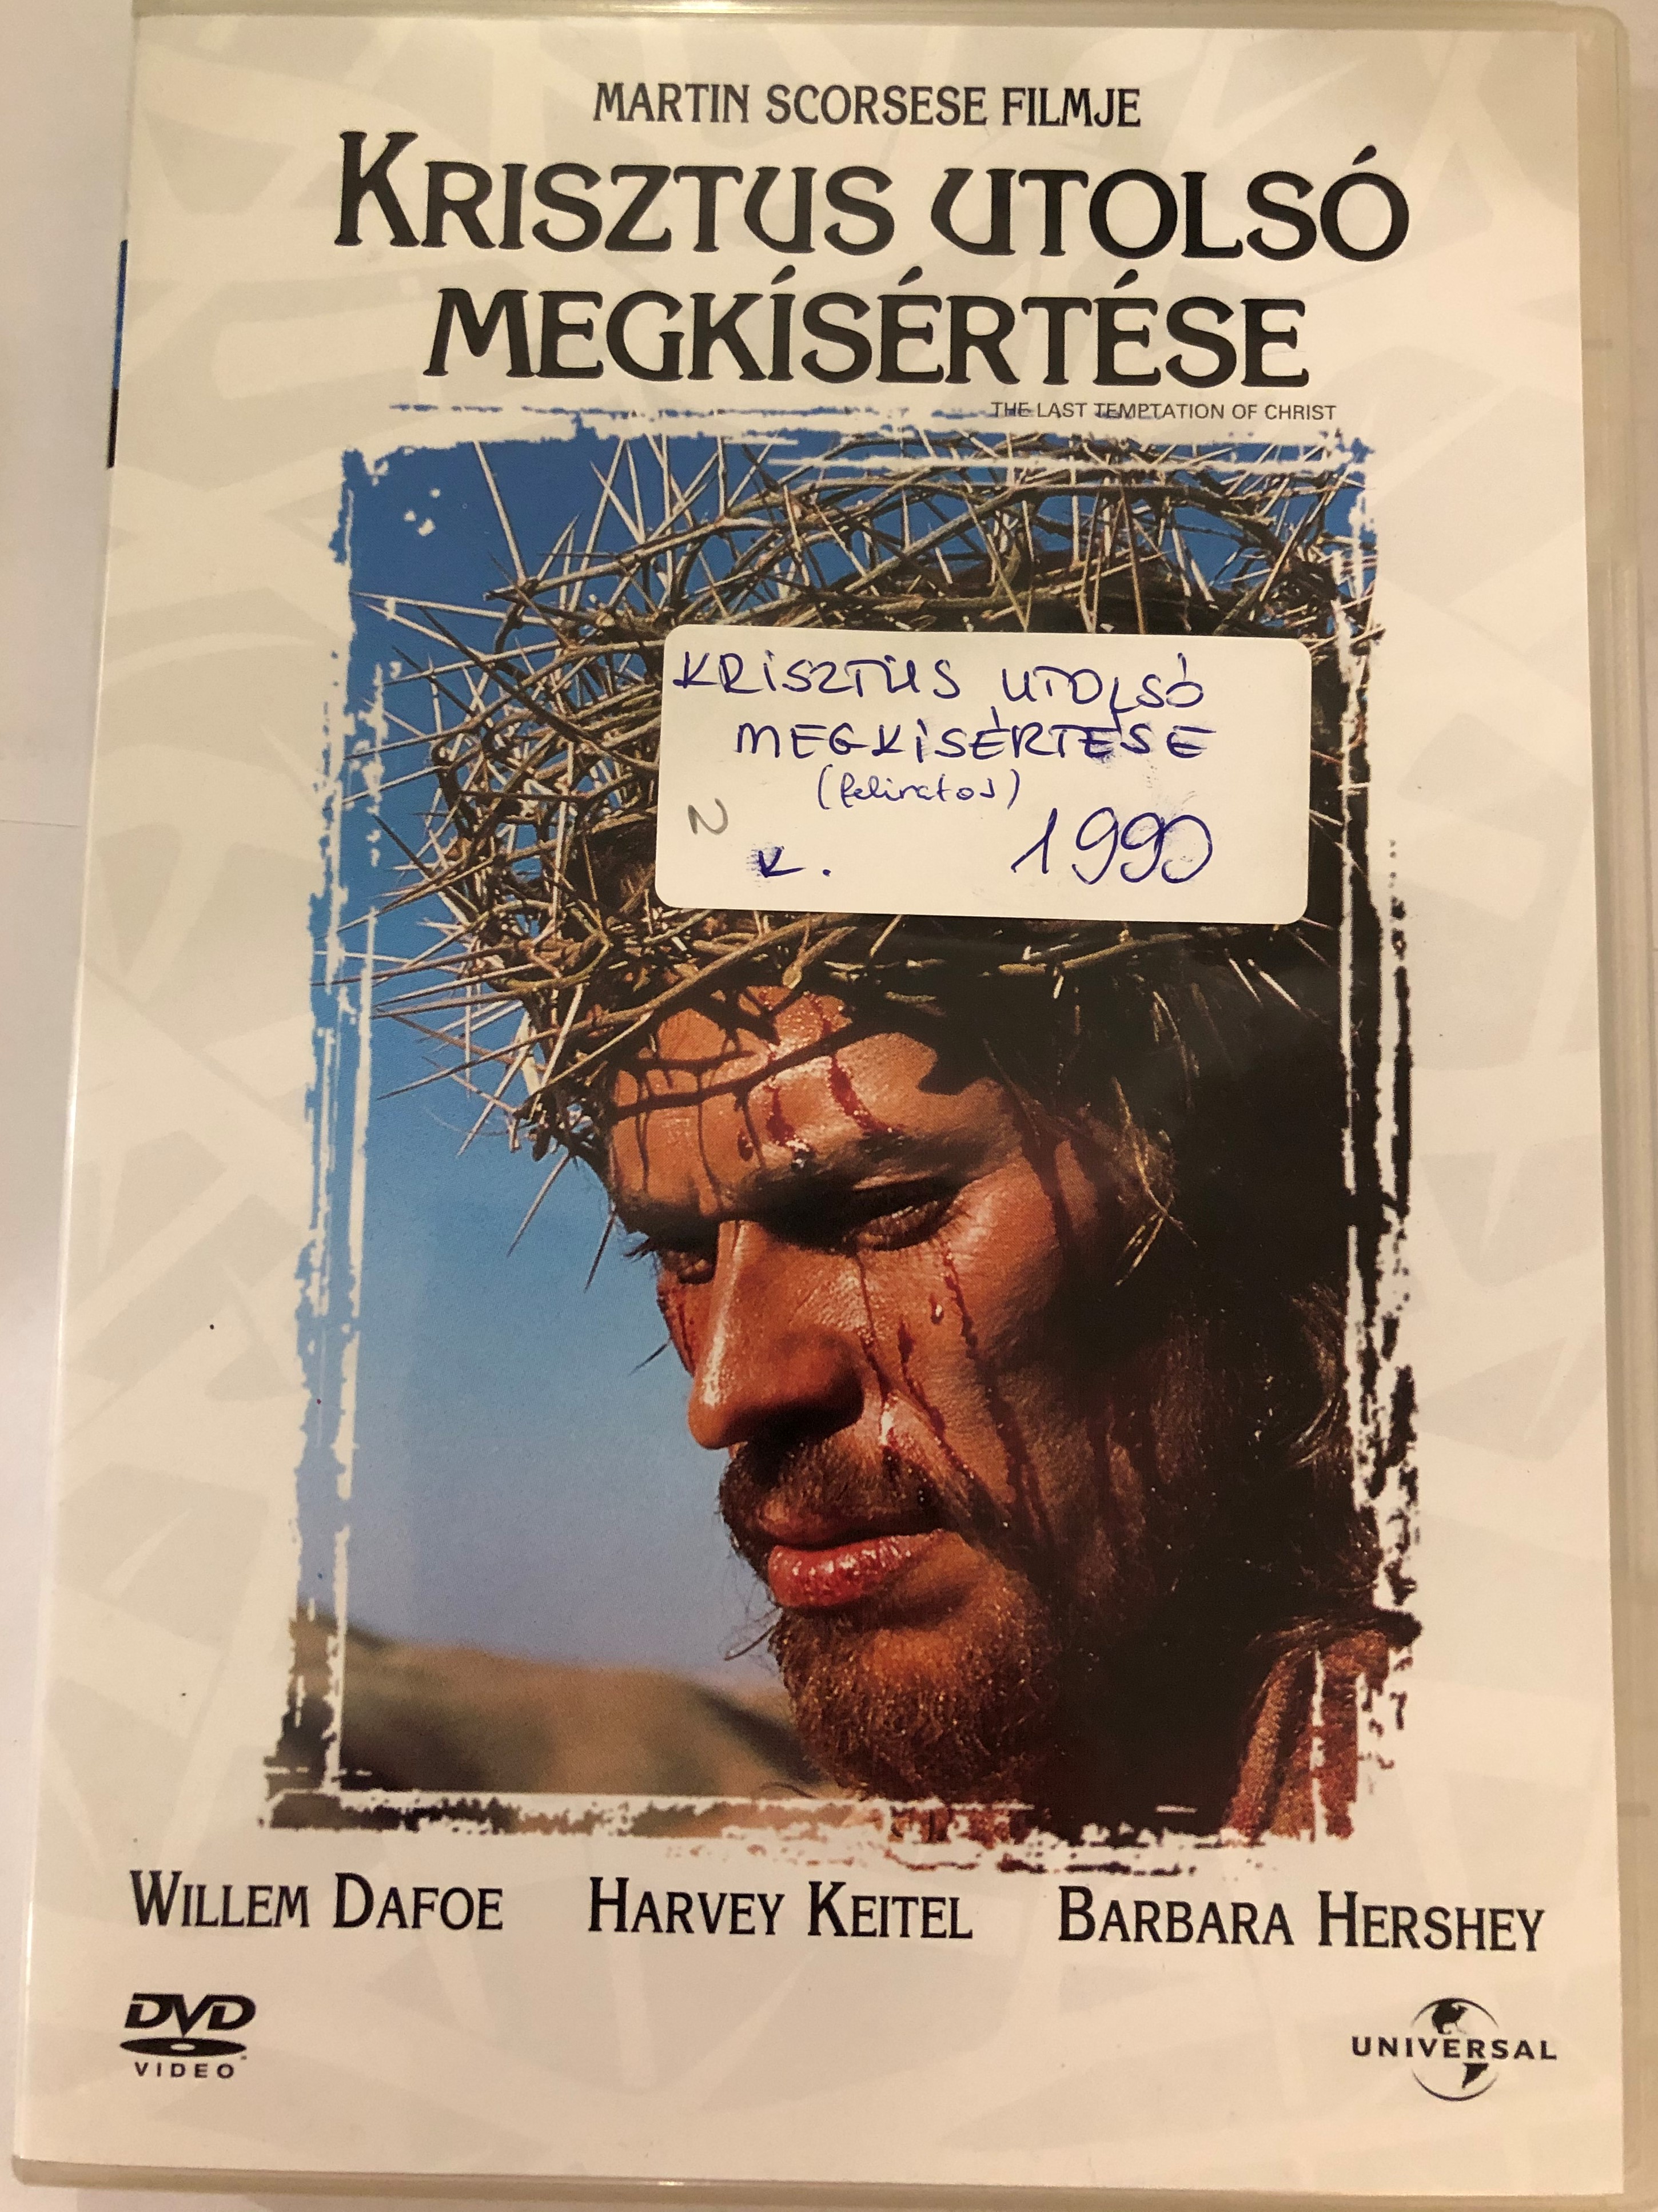 MARTIN SCORSESE FILMJE
KRISZTUS UTOLSÓ
MEGKÍSÉRTÉSE
THE LAST TEMPTATION OF CHRIST
KRISZTUS UTOLSÓ
MEGKISÉRTÉSE
(feliratos)
N
K. 1990
WILLEM DAFOE HARVEY KEITEL BARBARA HERSHEY
DVD
VIDEO
UNIVERSAL